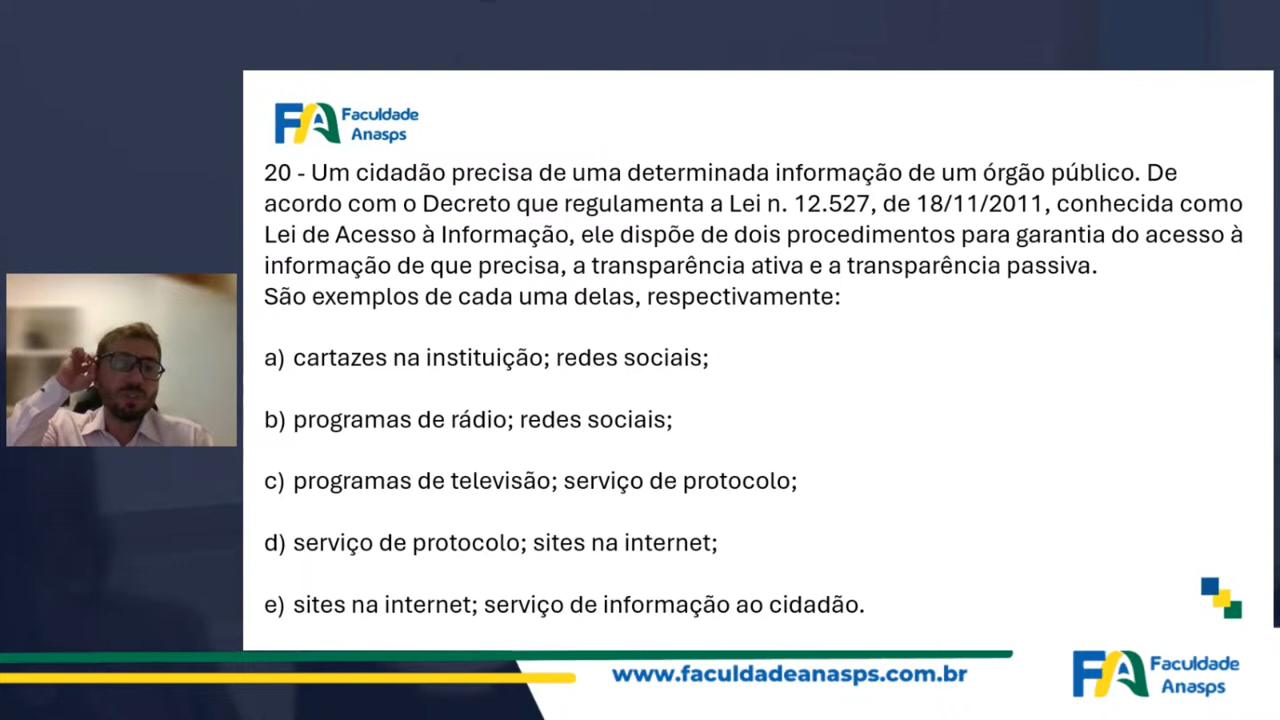 Faculdade
Anasps
20 - Um cidadão precisa de uma determinada informação de um órgão público. De
acordo com o Decreto que regulamenta a Lei n. 12.527, de 18/11/2011, conhecida como
Lei de Acesso à Informação, ele dispõe de dois procedimentos para garantia do acesso à
informação de que precisa, a transparência ativa e a transparência passiva.
São exemplos de cada uma delas, respectivamente:
a) cartazes na instituição; redes sociais;
b) programas de rádio; redes sociais;
c) programas de televisão; serviço de protocolo;
d) serviço de protocolo; sites na internet;
e) sites na internet; serviço de informação ao cidadão.
www.faculdadeanasps.com.br
Faculdade
Anasps